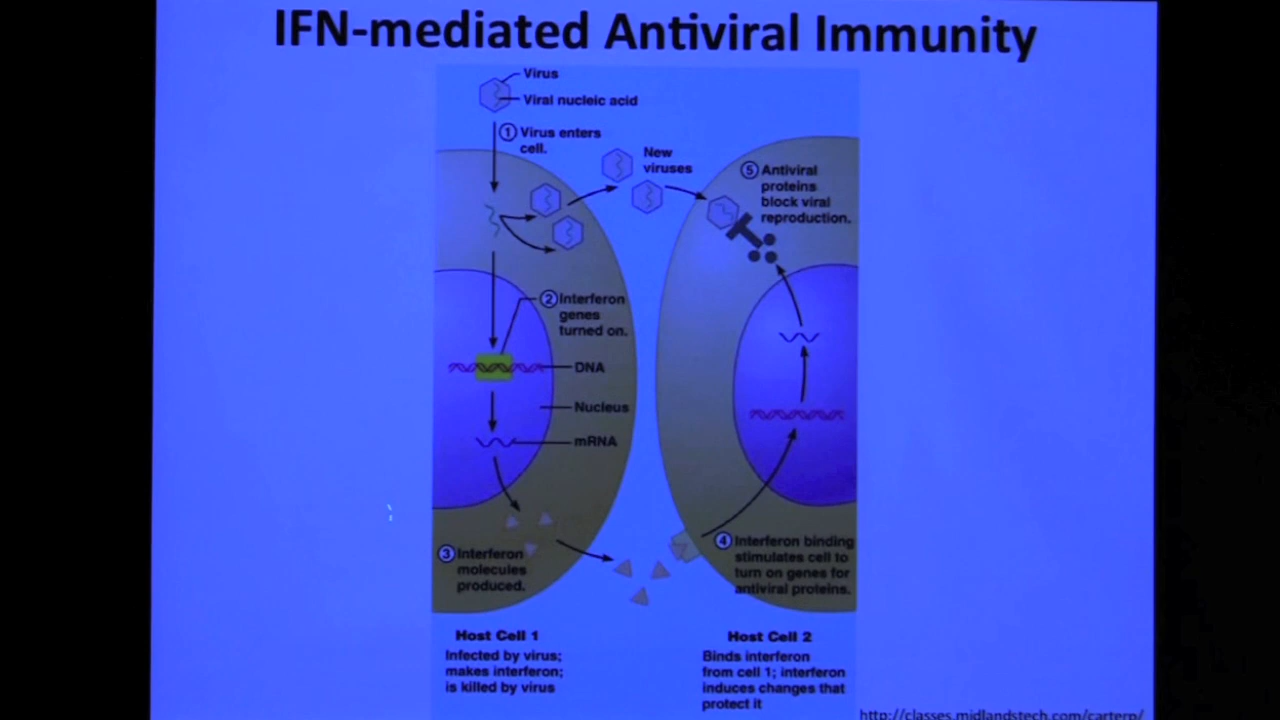 IFN-mediated Antiviral Immunity
Virus
Viral nucleic acid
1 Virus enters
cell.
New
viruses
5 Antiviral
proteins
block viral
reproduction.
2 Interferon
genes
turned on.
DNA
Nucleus
mRNA
3 Interferon
molecules
produced.
4 Interferon binding
stimulates cell to
turn on genes for
antiviral proteins.
Host Cell 1
Infected by virus;
makes interferon;
is killed by virus
Host Cell 2
Binds interferon
from cell 1; interferon
induces changes that
protect it
http://classes.midlandstech.com/carterp/